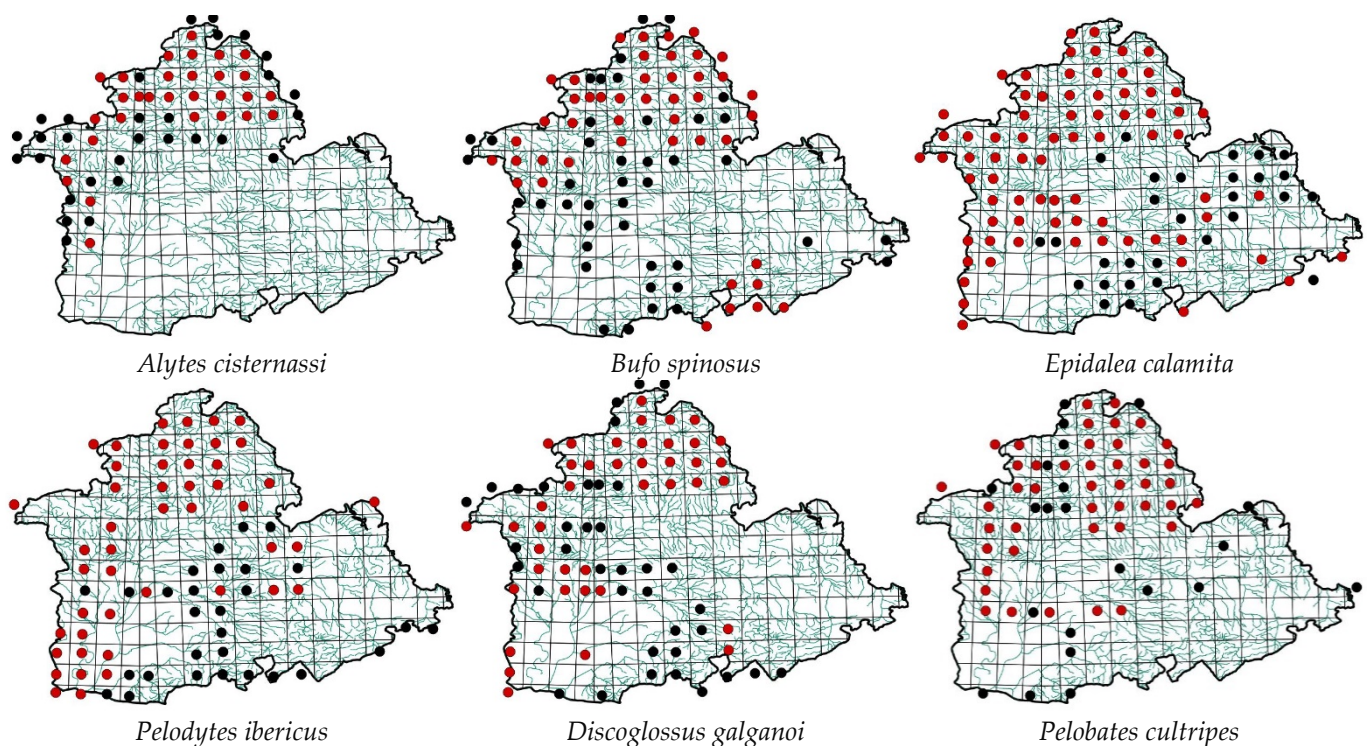 Alytes cisternassi
Bufo spinosus
Epidalea calamita
Pelodytes ibericus
Discoglossus galganoi
Pelobates cultripes